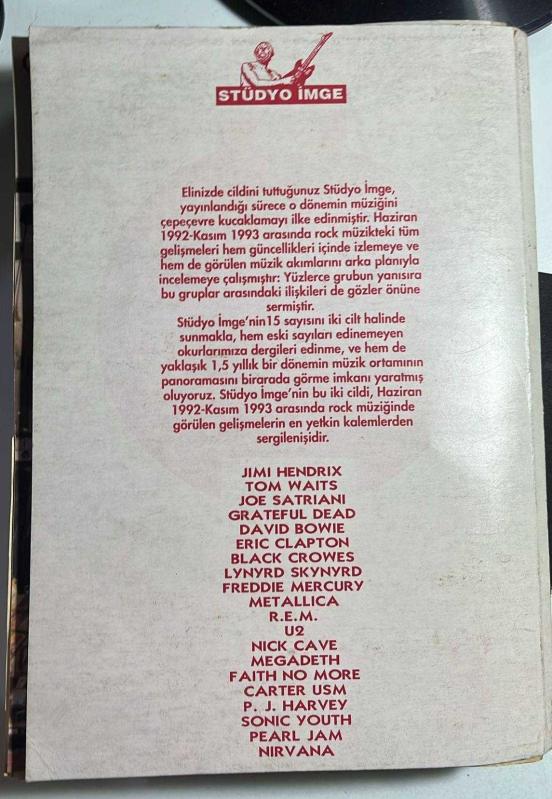 STÜDYO İMGE
Elinizde cildini tuttuğunuz Stüdyo İmge,
yayınlandığı sürece o dönemin müziğini
çepeçevre kucaklamayı ilke edinmiştir. Haziran
1992-Kasım 1993 arasında rock müzikteki tüm
gelişmeleri hem güncellikleri içinde izlemeye ve
hem de görülen müzik akımlarını arka planıyla
incelemeye çalışmıştır: Yüzlerce grubun yanısıra
bu gruplar arasındaki ilişkileri de gözler önüne
sermiştir.
Stüdyo İmge'nin15 sayısını iki cilt halinde
sunmakla, hem eski sayıları edinemeyen
okurlarımıza dergileri edinme, ve hem de
yaklaşık 1,5 yıllık bir dönemin müzik ortamının
panoramasını birarada görme imkanı yaratmış
oluyoruz. Stüdyo İmge'nin bu iki cildi, Haziran
1992-Kasım 1993 arasında rock müziğinde
görülen gelişmelerin en yetkin kalemlerden
sergilenişidir.
JIMI HENDRIX
TOM WAITS
JOE SATRIANI
GRATEFUL DEAD
DAVID BOWIE
ERIC CLAPTON
BLACK CROWES
LYNYRD SKYNYRD
FREDDIE MERCURY
METALLICA
R.E.M.
U2
NICK CAVE
MEGADETH
FAITH NO MORE
CARTER USM
P. J. HARVEY
SONIC YOUTH
PEARL JAM
NIRVANA